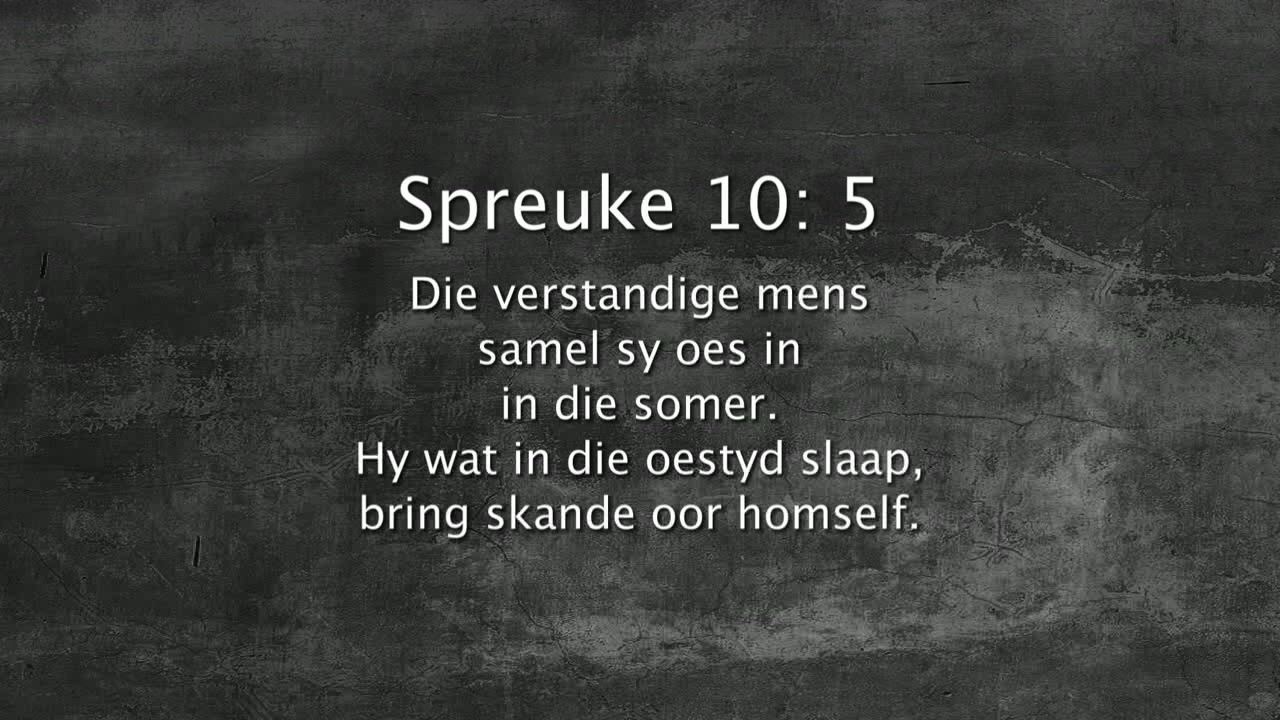 Spreuke 10: 5
Die verstandige mens
samel sy oes in
in die somer.
Hy wat in die oestyd slaap,
bring skande oor homself.